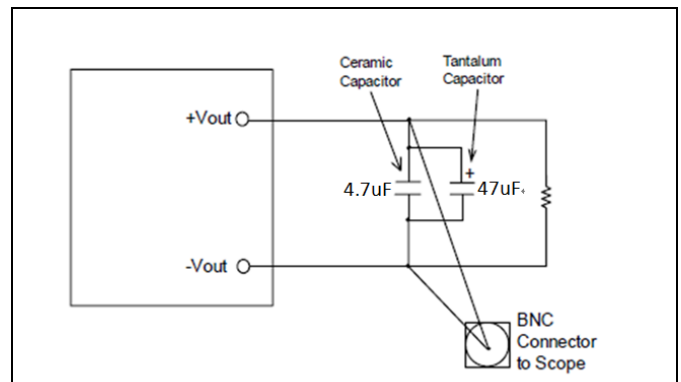 Ceramic
Capacitor
Tantalum
Capacitor
+Vout
+
4.7uF
47uF
-Vout
BNC
Connector
to Scope